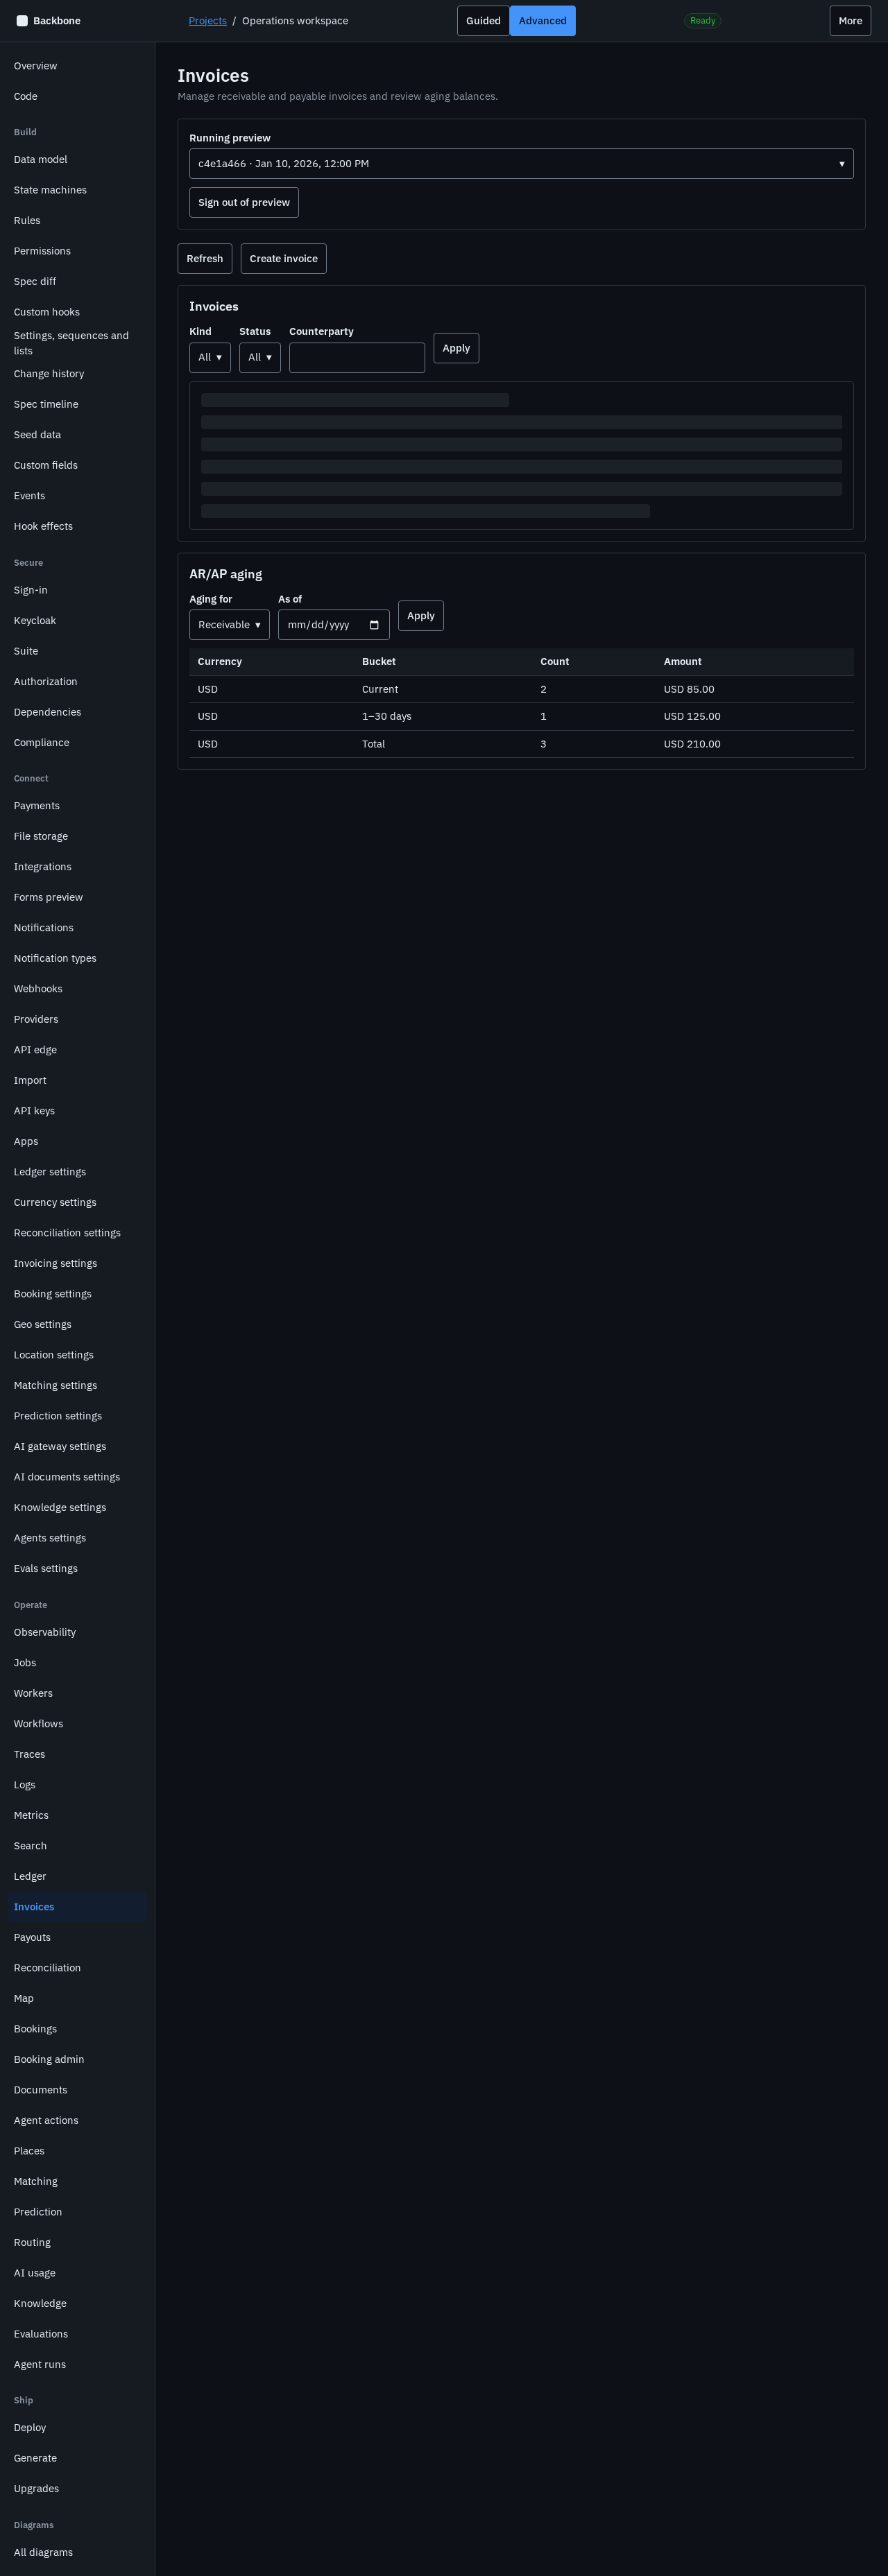 Backbone
Projects / Operations workspace
Guided
Advanced
Ready
More
Overview
Code
Build
Data model
State machines
Rules
Permissions
Spec diff
Custom hooks
Settings, sequences and
lists
Change history
Spec timeline
Seed data
Custom fields
Events
Hook effects
Secure
Sign-in
Keycloak
Suite
Authorization
Dependencies
Compliance
Connect
Payments
File storage
Integrations
Forms preview
Notifications
Notification types
Webhooks
Providers
API edge
Import
API keys
Apps
Ledger settings
Currency settings
Reconciliation settings
Invoicing settings
Booking settings
Geo settings
Location settings
Matching settings
Prediction settings
AI gateway settings
AI documents settings
Knowledge settings
Agents settings
Evals settings
Operate
Observability
Jobs
Workers
Workflows
Traces
Logs
Metrics
Search
Ledger
Invoices
Payouts
Reconciliation
Map
Bookings
Booking admin
Documents
Agent actions
Places
Matching
Prediction
Routing
AI usage
Knowledge
Evaluations
Agent runs
Ship
Deploy
Generate
Upgrades
Diagrams
All diagrams
Invoices
Manage receivable and payable invoices and review aging balances.
Running preview
c4e1a466 · Jan 10, 2026, 12:00 PM
Sign out of preview
Refresh
Create invoice
Invoices
Kind Status Counterparty
All All Apply
AR/AP aging
Aging for As of
Receivable mm/dd/yyyy Apply
Currency Bucket Count Amount
USD Current 2 USD 85.00
USD 1–30 days 1 USD 125.00
USD Total 3 USD 210.00